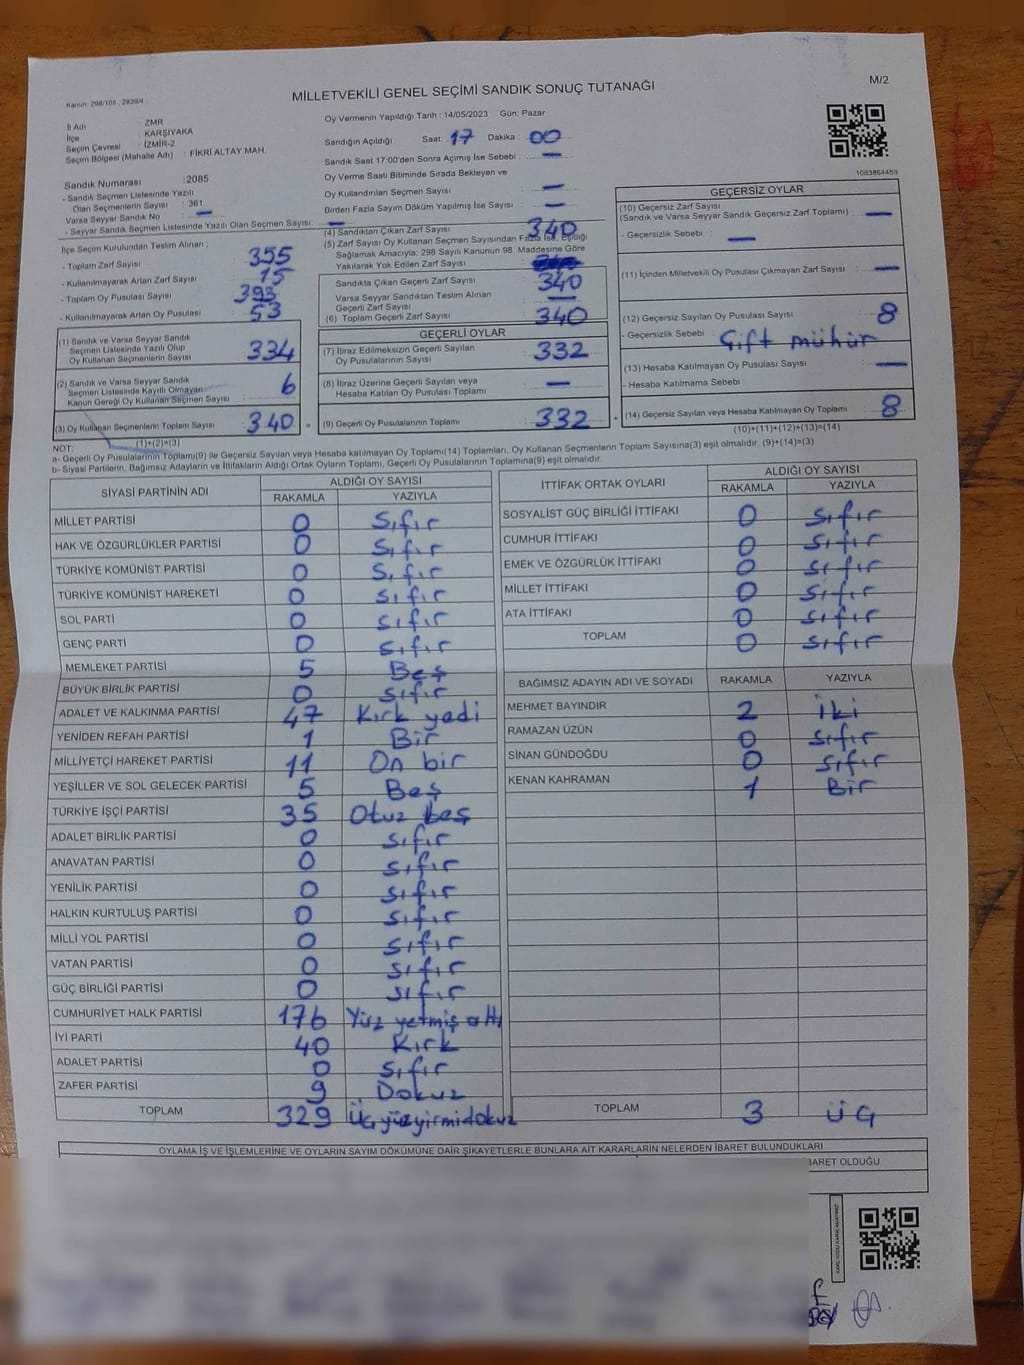 M/2
Kanun: 298/105 , 2839/4
MİLLETVEKİLİ GENEL SEÇİMİ SANDIK SONUÇ TUTANAĞI
İl Adı : ZMR
İlçe : KARŞIYAKA
Seçim Çevresi : İZMİR-2
Seçim Bölgesi (Mahalle Adı) : FİKRİ ALTAY MAH.
Oy Vermenin Yapıldığı Tarih : 14/05/2023 Gün: Pazar
Sandığın Açıldığı Saat: 17 Dakika : 00
Sandık Saat 17:00'den Sonra Açımış İse Sebebi : —
Oy Verme Saati Bitiminde Sırada Bekleyen ve
Oy Kullandırılan Seçmen Sayısı —
Birden Fazla Sayım Döküm Yapılmış İse Sayısı : —
1083864459
Sandık Numarası :2085
- Sandık Seçmen Listesinde Yazılı
Olan Seçmenlerin Sayısı : 361
Varsa Seyyar Sandık No —
- Seyyar Sandık Seçmen Listesinde Yazılı Olan Seçmen Sayısı: —
İlçe Seçim Kurulundan Teslim Alınan ;
- Toplam Zarf Sayısı 355
- Kullanılmayarak Artan Zarf Sayısı 15
- Toplam Oy Pusulası Sayısı 393
- Kullanılmayarak Artan Oy Pusulası 53
(1) Sandık ve Varsa Seyyar Sandık
Seçmen Listesinde Yazılı Olup
Oy Kullanan Seçmenlerin Sayısı 334
(2) Sandık ve Varsa Seyyar Sandık
Seçmen Listesinde Kayıtlı Olmayan
Kanun Gereği Oy Kullanan Seçmen Sayısı : 6
(3) Oy Kullanan Seçmenlerin Toplam Sayısı 340
(1)+(2)=(3)
(4) Sandıktan Çıkan Zarf Sayısı 340
(5) Zarf Sayısı Oy Kullanan Seçmen Sayısından Fazla İse, Eşitliği
Sağlamak Amacıyla; 298 Sayılı Kanunun 98. Maddesine Göre
Yakılarak Yok Edilen Zarf Sayısı
Sandıkta Çıkan Geçerli Zarf Sayısı 340
Varsa Seyyar Sandıktan Teslim Alınan
Geçerli Zarf Sayısı —
(6) Toplam Geçerli Zarf Sayısı 340
GEÇERLİ OYLAR
(7) İtiraz Edilmeksizin Geçerli Sayılan
Oy Pusulalarının Sayısı 332
(8) İtiraz Üzerine Geçerli Sayılan veya
Hesaba Katılan Oy Pusulası Toplamı —
= (9) Geçerli Oy Pusulalarının Toplamı 332
GEÇERSİZ OYLAR
(10) Geçersiz Zarf Sayısı
(Sandık ve Varsa Seyyar Sandık Geçersiz Zarf Toplamı) : —
- Geçersizlik Sebebi : —
(11) İçinden Milletvekili Oy Pusulası Çıkmayan Zarf Sayısı —
(12) Geçersiz Sayılan Oy Pusulası Sayısı 8
- Geçersizlik Sebebi Çift mühür
(13) Hesaba Katılmayan Oy Pusulası Sayısı —
- Hesaba Katılmama Sebebi
+ (14) Geçersiz Sayılan veya Hesaba Katılmayan Oy Toplamı 8
(10)+(11)+(12)+(13)=(14)
NOT:
a- Geçerli Oy Pusulalarının Toplamı(9) ile Geçersiz Sayılan veya Hesaba katılmayan Oy Toplamı(14) Toplamları, Oy Kullanan Seçmenlerin Toplam Sayısına(3) eşit olmalıdır. (9)+(14)=(3)
b- Siyasi Partilerin, Bağımsız Adayların ve İttifakların Aldığı Ortak Oyların Toplamı, Geçerli Oy Pusulalarının Toplamına(9) eşit olmalıdır.
SİYASİ PARTİNİN ADI ALDIĞI OY SAYISI
RAKAMLA YAZIYLA
MİLLET PARTİSİ 0 Sıfır
HAK VE ÖZGÜRLÜKLER PARTİSİ 0 Sıfır
TÜRKİYE KOMÜNİST PARTİSİ 0 Sıfır
TÜRKİYE KOMÜNİST HAREKETİ 0 sıfır
SOL PARTİ 0 sıfır
GENÇ PARTİ 0 sıfır
MEMLEKET PARTİSİ 5 Beş
BÜYÜK BİRLİK PARTİSİ 0 sıfır
ADALET VE KALKINMA PARTİSİ 47 Kırk yedi
YENİDEN REFAH PARTİSİ 1 Bir
MİLLİYETÇİ HAREKET PARTİSİ 11 On bir
YEŞİLLER VE SOL GELECEK PARTİSİ 5 Beş
TÜRKİYE İŞÇİ PARTİSİ 35 Otuz beş
ADALET BİRLİK PARTİSİ 0 sıfır
ANAVATAN PARTİSİ 0 sıfır
YENİLİK PARTİSİ 0 sıfır
HALKIN KURTULUŞ PARTİSİ 0 sıfır
MİLLİ YOL PARTİSİ 0 sıfır
VATAN PARTİSİ 0 sıfır
GÜÇ BİRLİĞİ PARTİSİ 0 sıfır
CUMHURİYET HALK PARTİSİ 176 Yüz yetmiş altı
İYİ PARTİ 40 Kırk
ADALET PARTİSİ 0 sıfır
ZAFER PARTİSİ 9 Dokuz
TOPLAM 329 Üçyüzyirmidokuz
İTTİFAK ORTAK OYLARI ALDIĞI OY SAYISI
RAKAMLA YAZIYLA
SOSYALİST GÜÇ BİRLİĞİ İTTİFAKI 0 sıfır
CUMHUR İTTİFAKI 0 sıfır
EMEK VE ÖZGÜRLÜK İTTİFAKI 0 sıfır
MİLLET İTTİFAKI 0 sıfır
ATA İTTİFAKI 0 sıfır
TOPLAM 0 sıfır
BAĞIMSIZ ADAYIN ADI VE SOYADI RAKAMLA YAZIYLA
MEHMET BAYINDIR 2 İki
RAMAZAN ÜZÜN 0 sıfır
SİNAN GÜNDOĞDU 0 sıfır
KENAN KAHRAMAN 1 Bir
TOPLAM 3 ÜÇ
OYLAMA İŞ VE İŞLEMLERİNE VE OYLARIN SAYIM DÖKÜMÜNE DAİR ŞİKAYETLERLE BUNLARA AİT KARARLARIN NELERDEN İBARET BULUNDUKLARI
BARET OLDUĞU